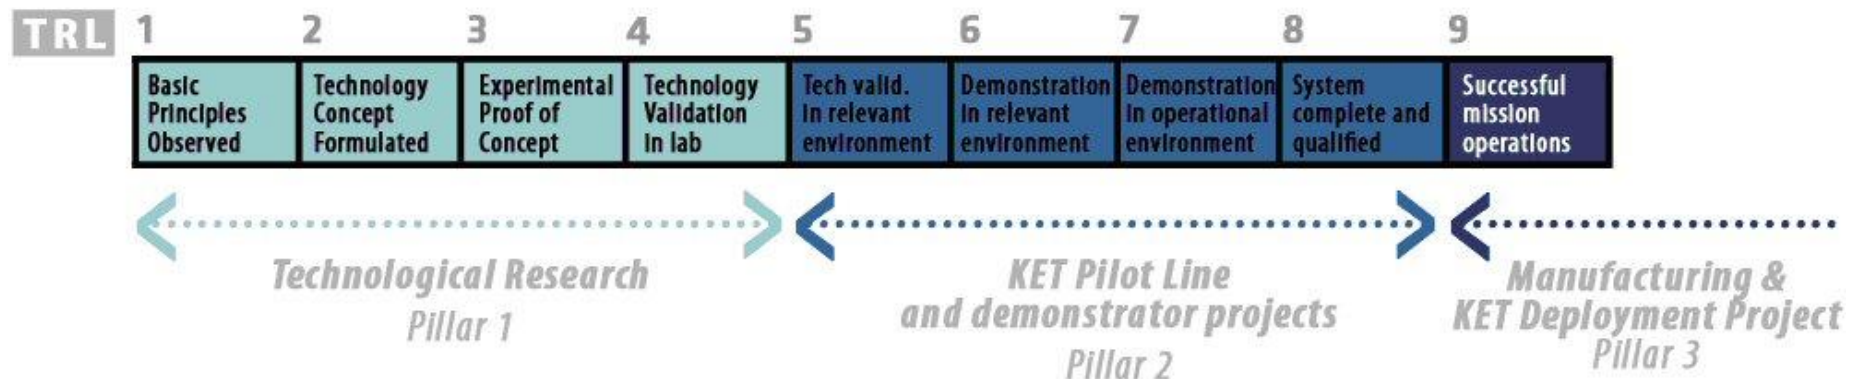 TRL 1 2 3 4 5 6 7 8 9
Basic
Principles
Observed
Technology
Concept
Formulated
Experimental
Proof of
Concept
Technology
Validation
in lab
Tech valid.
in relevant
environment
Demonstration
in relevant
environment
Demonstration
in operational
environment
System
complete and
qualified
Successful
mission
operations
Technological Research
Pillar 1
KET Pilot Line
and demonstrator projects
Pillar 2
Manufacturing &
KET Deployment Project
Pillar 3